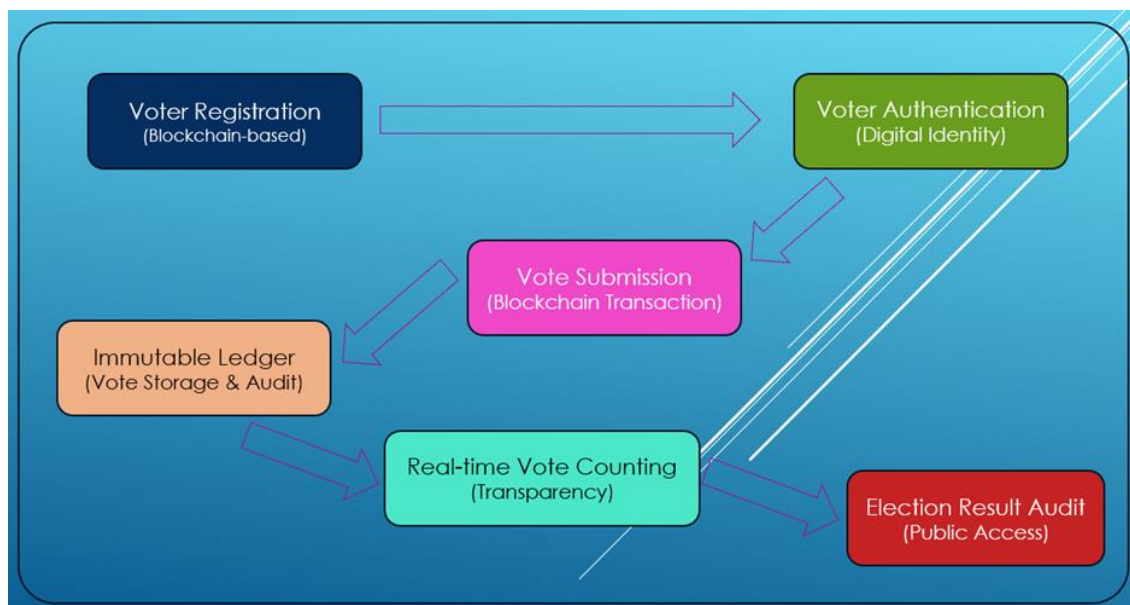 Voter Registration
(Blockchain-based)
Voter Authentication
(Digital Identity)
Vote Submission
(Blockchain Transaction)
Immutable Ledger
(Vote Storage & Audit)
Real-time Vote Counting
(Transparency)
Election Result Audit
(Public Access)